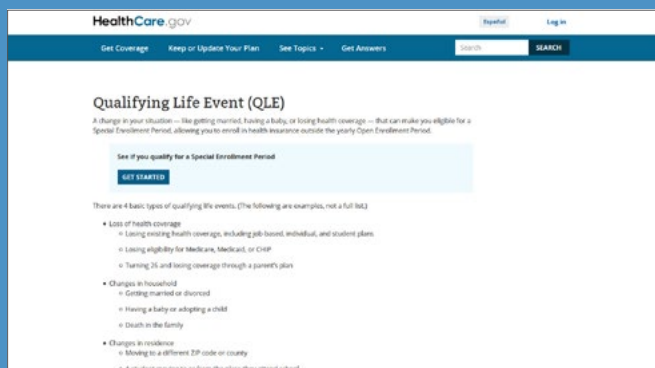 HealthCare.gov
Español
Log in
Get Coverage
Keep or Update Your Plan
See Topics
Get Answers
Search
SEARCH
Qualifying Life Event (QLE)
A change in your situation — like getting married, having a baby, or losing health coverage — that can make you eligible for a
Special Enrollment Period, allowing you to enroll in health insurance outside the yearly Open Enrollment Period.
See if you qualify for a Special Enrollment Period
GET STARTED
There are 4 basic types of qualifying life events. (The following are examples, not a full list.)
Loss of health coverage
Losing existing health coverage, including job-based, individual, and student plans
Losing eligibility for Medicare, Medicaid, or CHIP
Turning 26 and losing coverage through a parent's plan
Changes in household
Getting married or divorced
Having a baby or adopting a child
Death in the family
Changes in residence
Moving to a different ZIP code or county